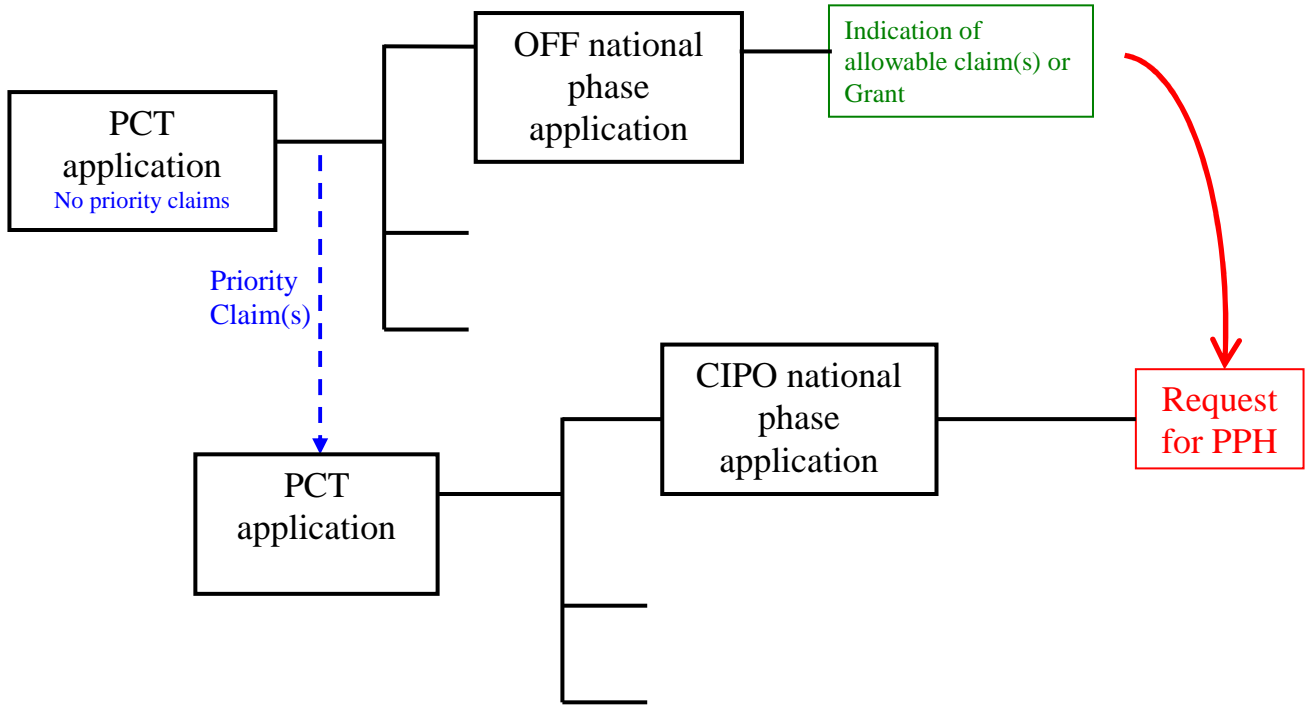 OFF national
phase
application
Indication of
allowable claim(s) or
Grant
PCT
application
No priority claims
Priority
Claim(s)
CIPO national
phase
application
Request
for PPH
PCT
application